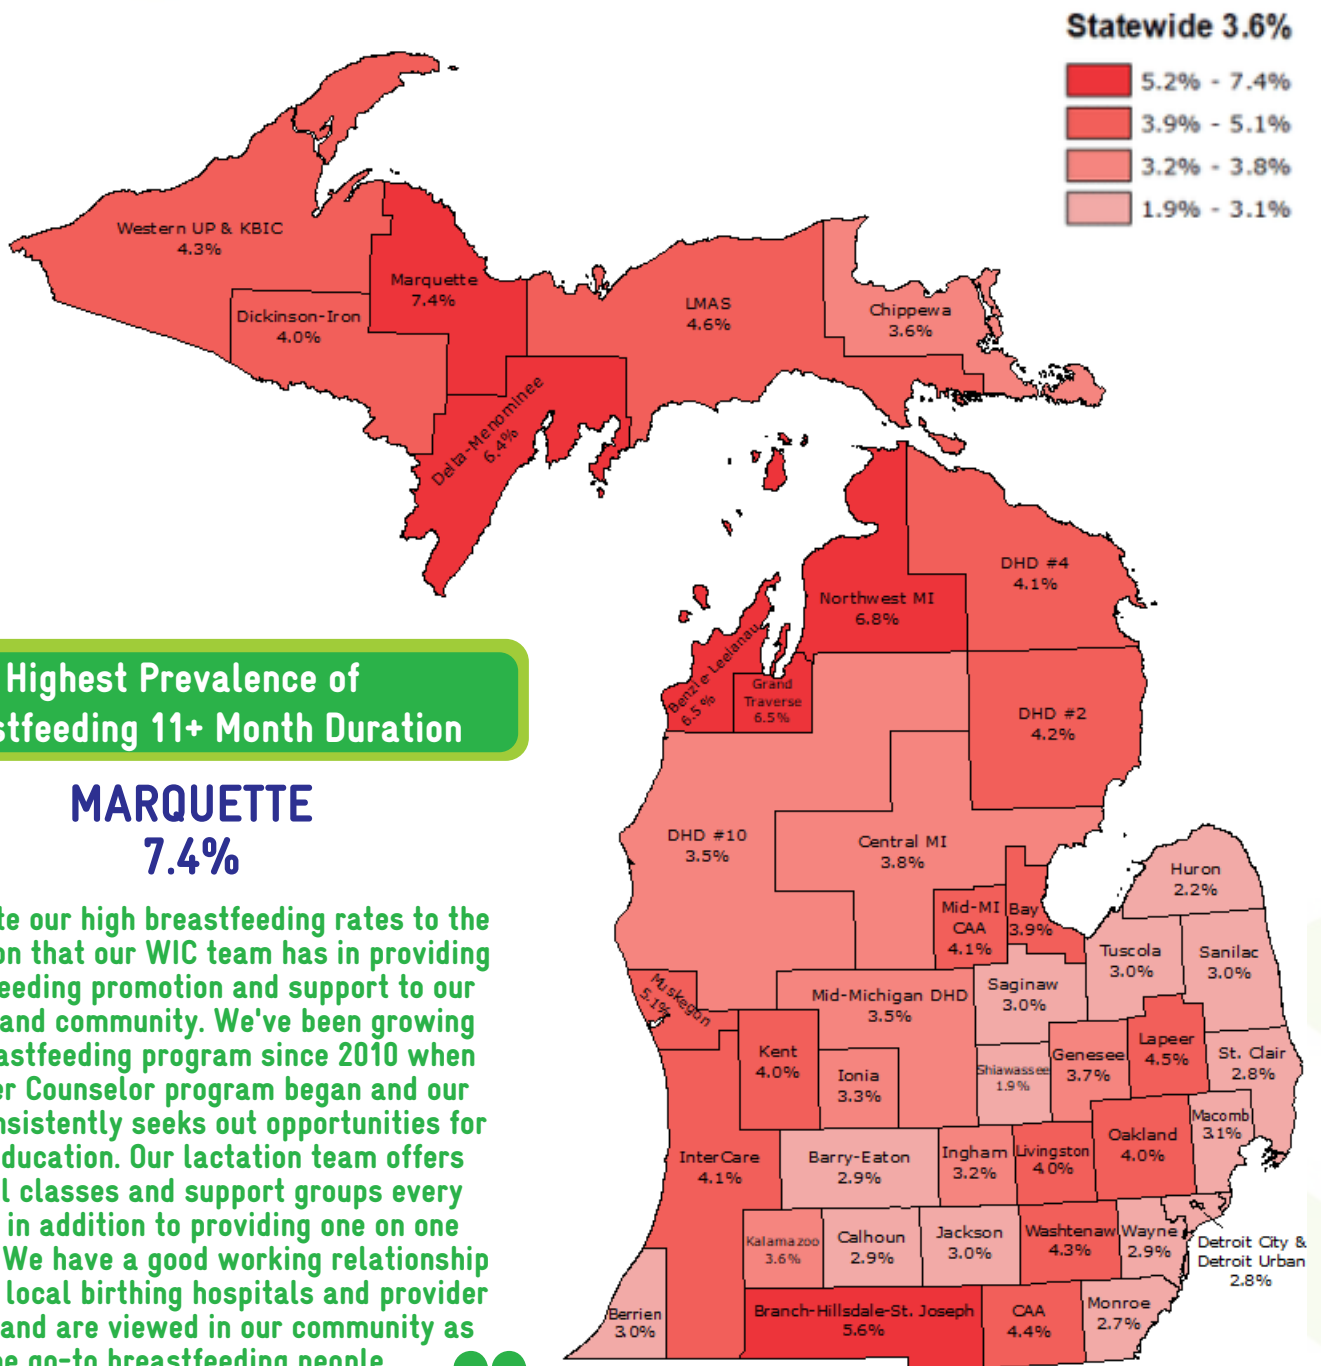 Statewide 3.6%
5.2% - 7.4%
3.9% - 5.1%
3.2% - 3.8%
1.9% - 3.1%
Western UP & KBIC
4.3%
Marquette
7.4%
Dickinson-Iron
4.0%
LMAS
4.6%
Chippewa
3.6%
Delta-Menominee
6.4%
DHD #4
4.1%
Northwest MI
6.8%
Benzie-Leelanau
6.5%
Grand
Traverse
6.5%
DHD #2
4.2%
DHD #10
3.5%
Central MI
3.8%
Mid-MI
CAA
4.1%
Bay
3.9%
Huron
2.2%
Tuscola
3.0%
Sanilac
3.0%
Muskegon
5.1%
Mid-Michigan DHD
3.5%
Saginaw
3.0%
Kent
4.0%
Ionia
3.3%
Shiawassee
1.9%
Genesee
3.7%
Lapeer
4.5%
St. Clair
2.8%
Macomb
3.1%
InterCare
4.1%
Barry-Eaton
2.9%
Ingham
3.2%
Livingston
4.0%
Oakland
4.0%
Kalamazoo
3.6%
Calhoun
2.9%
Jackson
3.0%
Washtenaw
4.3%
Wayne
2.9%
Detroit City &
Detroit Urban
2.8%
Berrien
3.0%
Branch-Hillsdale-St. Joseph
5.6%
CAA
4.4%
Monroe
2.7%
Highest Prevalence of
stfeeding 11+ Month Duration
MARQUETTE
7.4%
te our high breastfeeding rates to the
on that our WIC team has in providing
eeding promotion and support to our
and community. We've been growing
astfeeding program since 2010 when
er Counselor program began and our
nsistently seeks out opportunities for
ducation. Our lactation team offers
l classes and support groups every
in addition to providing one on one
We have a good working relationship
local birthing hospitals and provider
and are viewed in our community as
he go-to breastfeeding people